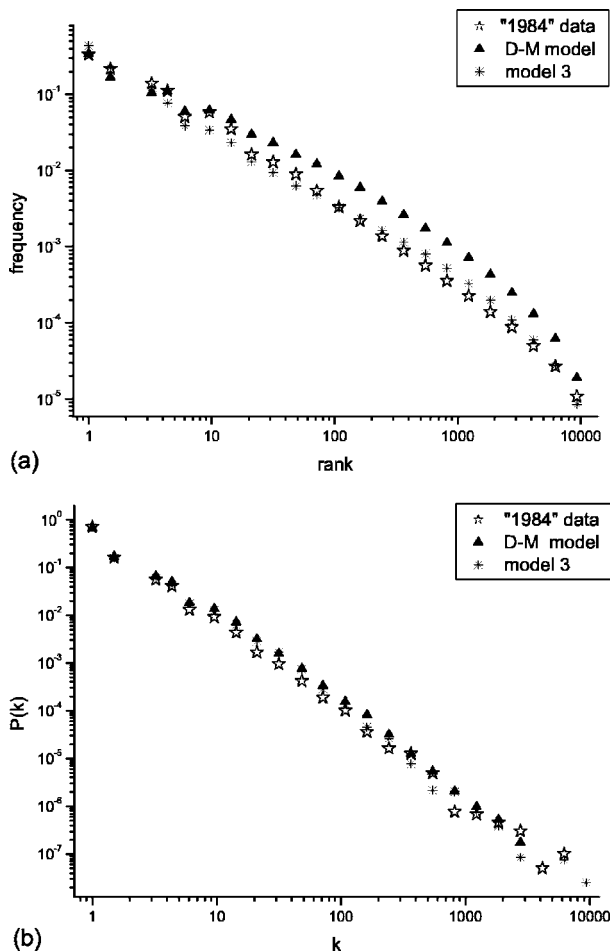 "1984" data
D-M model
model 3
10⁻¹
10⁻²
10⁻³
10⁻⁴
10⁻⁵
frequency
1 10 100 1000 10000
(a)
rank
"1984" data
D-M model
model 3
10⁰
10⁻¹
10⁻²
10⁻³
10⁻⁴
10⁻⁵
10⁻⁶
10⁻⁷
P(k)
1 10 100 1000 10000
(b)
k